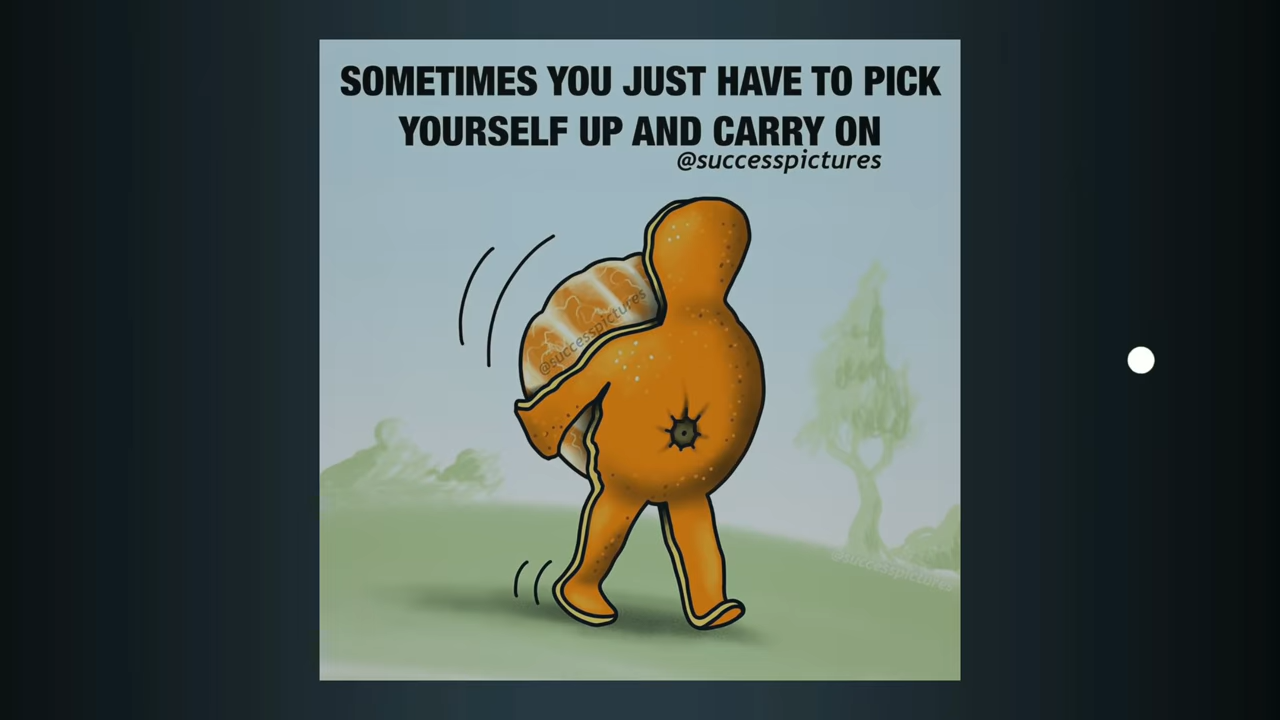 SOMETIMES YOU JUST HAVE TO PICK
YOURSELF UP AND CARRY ON
@successpictures
@successpictures
successpictures